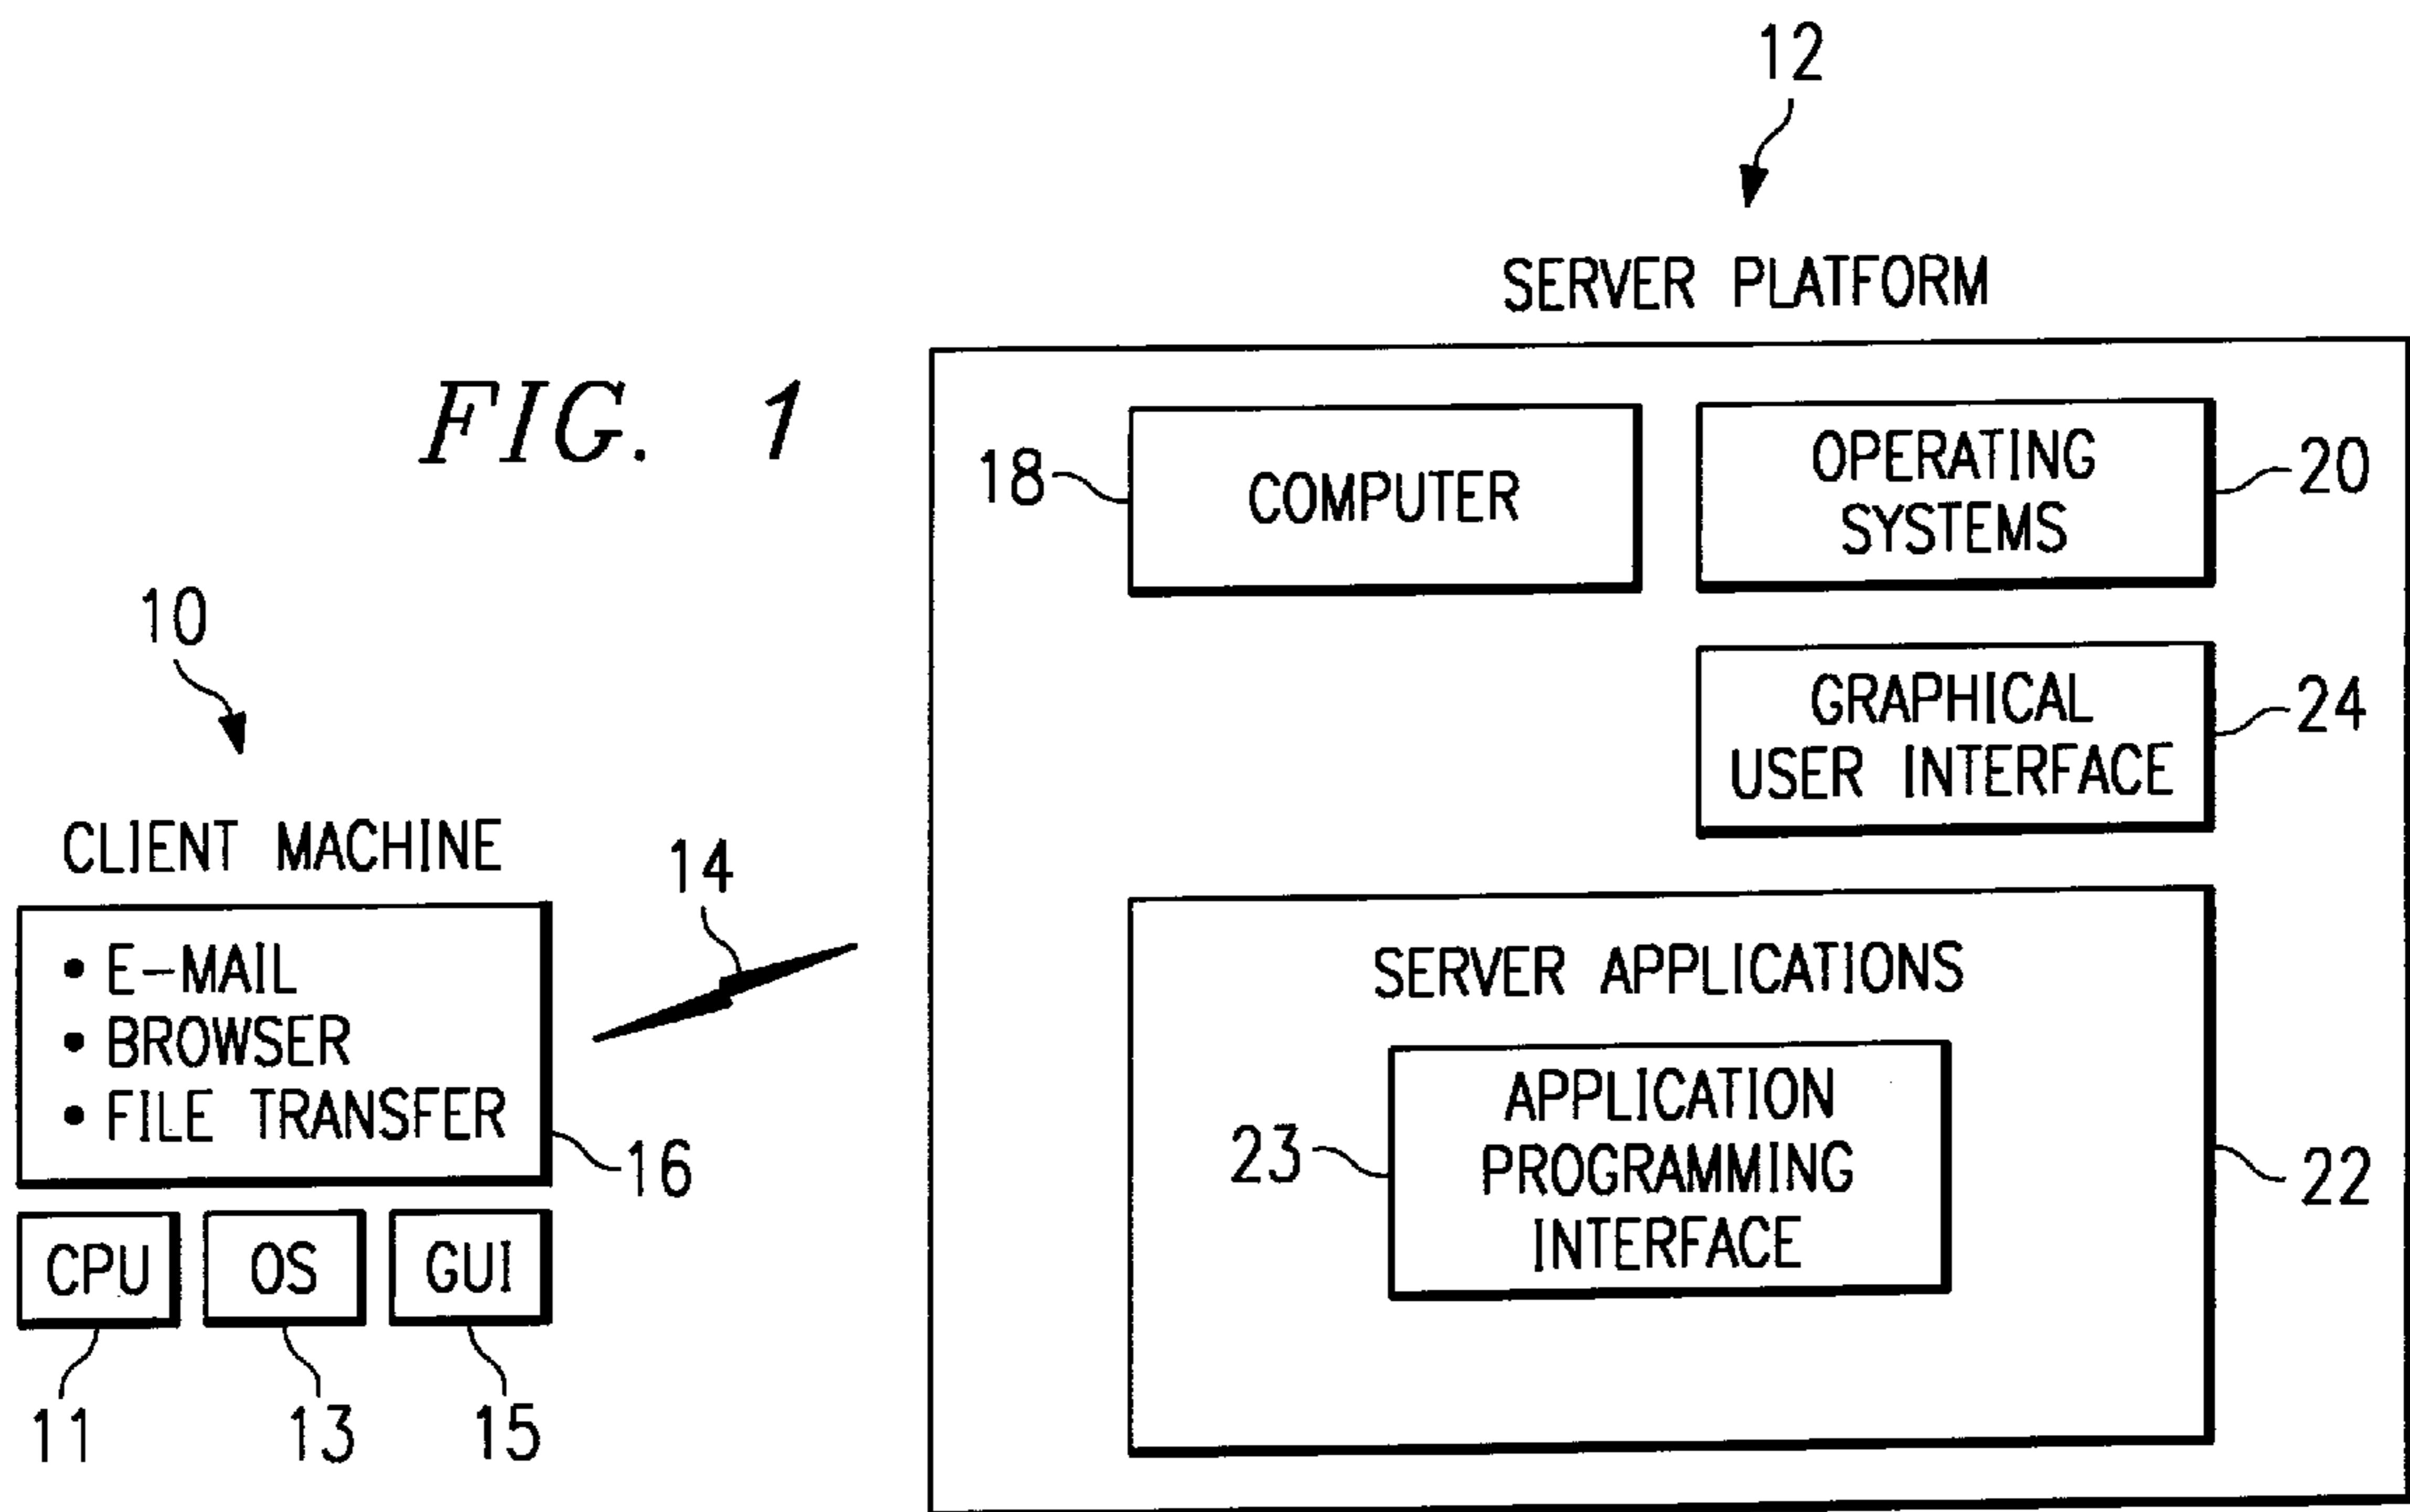 12
SERVER PLATFORM
FIG. 1
18
COMPUTER
OPERATING
SYSTEMS
20
10
GRAPHICAL
USER INTERFACE
24
CLIENT MACHINE
14
• E-MAIL
• BROWSER
• FILE TRANSFER
16
SERVER APPLICATIONS
APPLICATION
PROGRAMMING
INTERFACE
23
22
CPU
OS
GUI
11
13
15